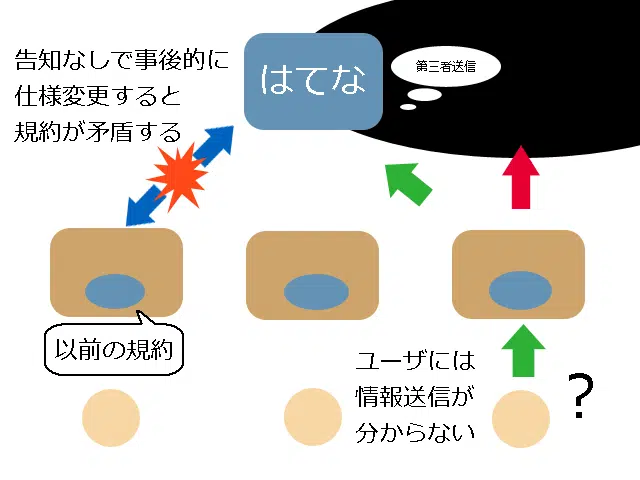 告知なしで事後的に
仕様変更すると
規約が矛盾する
はてな
第三者送信
以前の規約
ユーザには
情報送信が
分からない
?